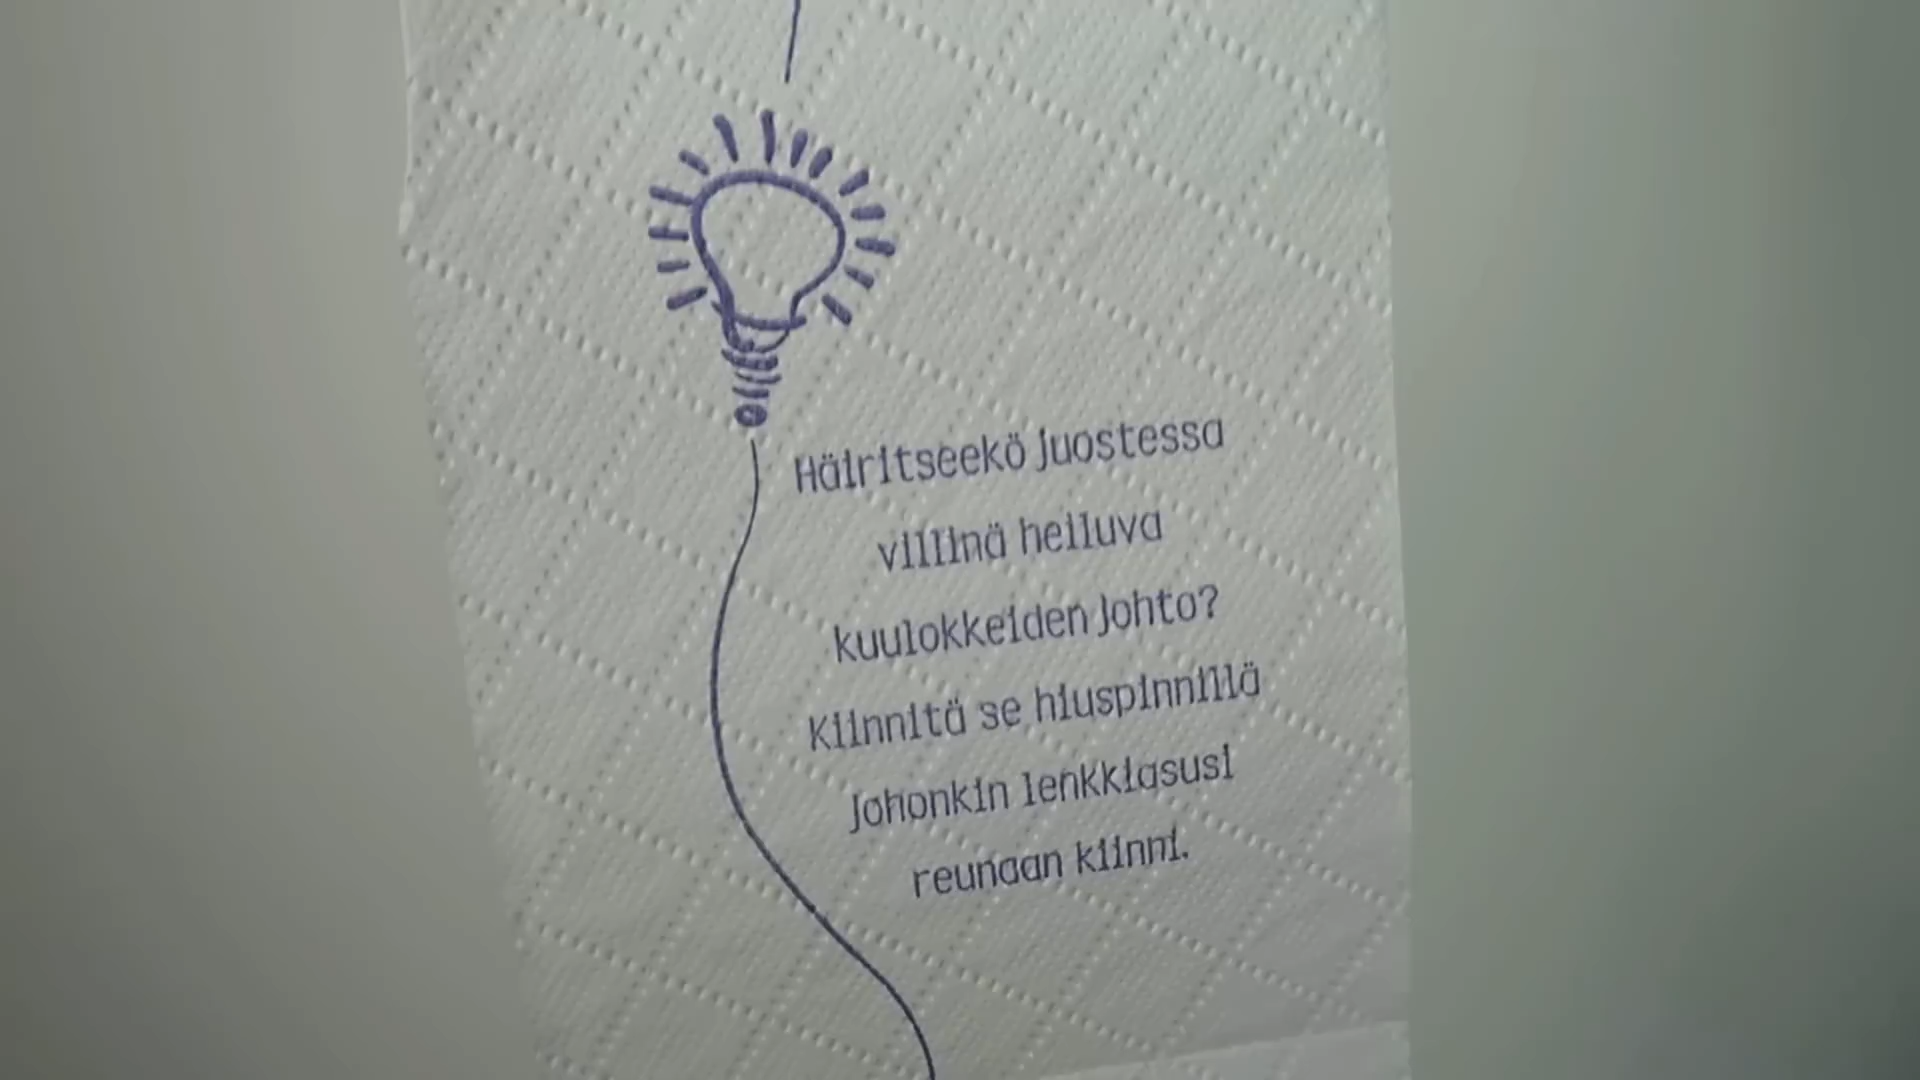 Häiritseekö juostessa
villinä heiluva
kuulokkeiden johto?
Kiinnitä se hiuspinnillä
johonkin lenkkiasusi
reunaan kiinni.